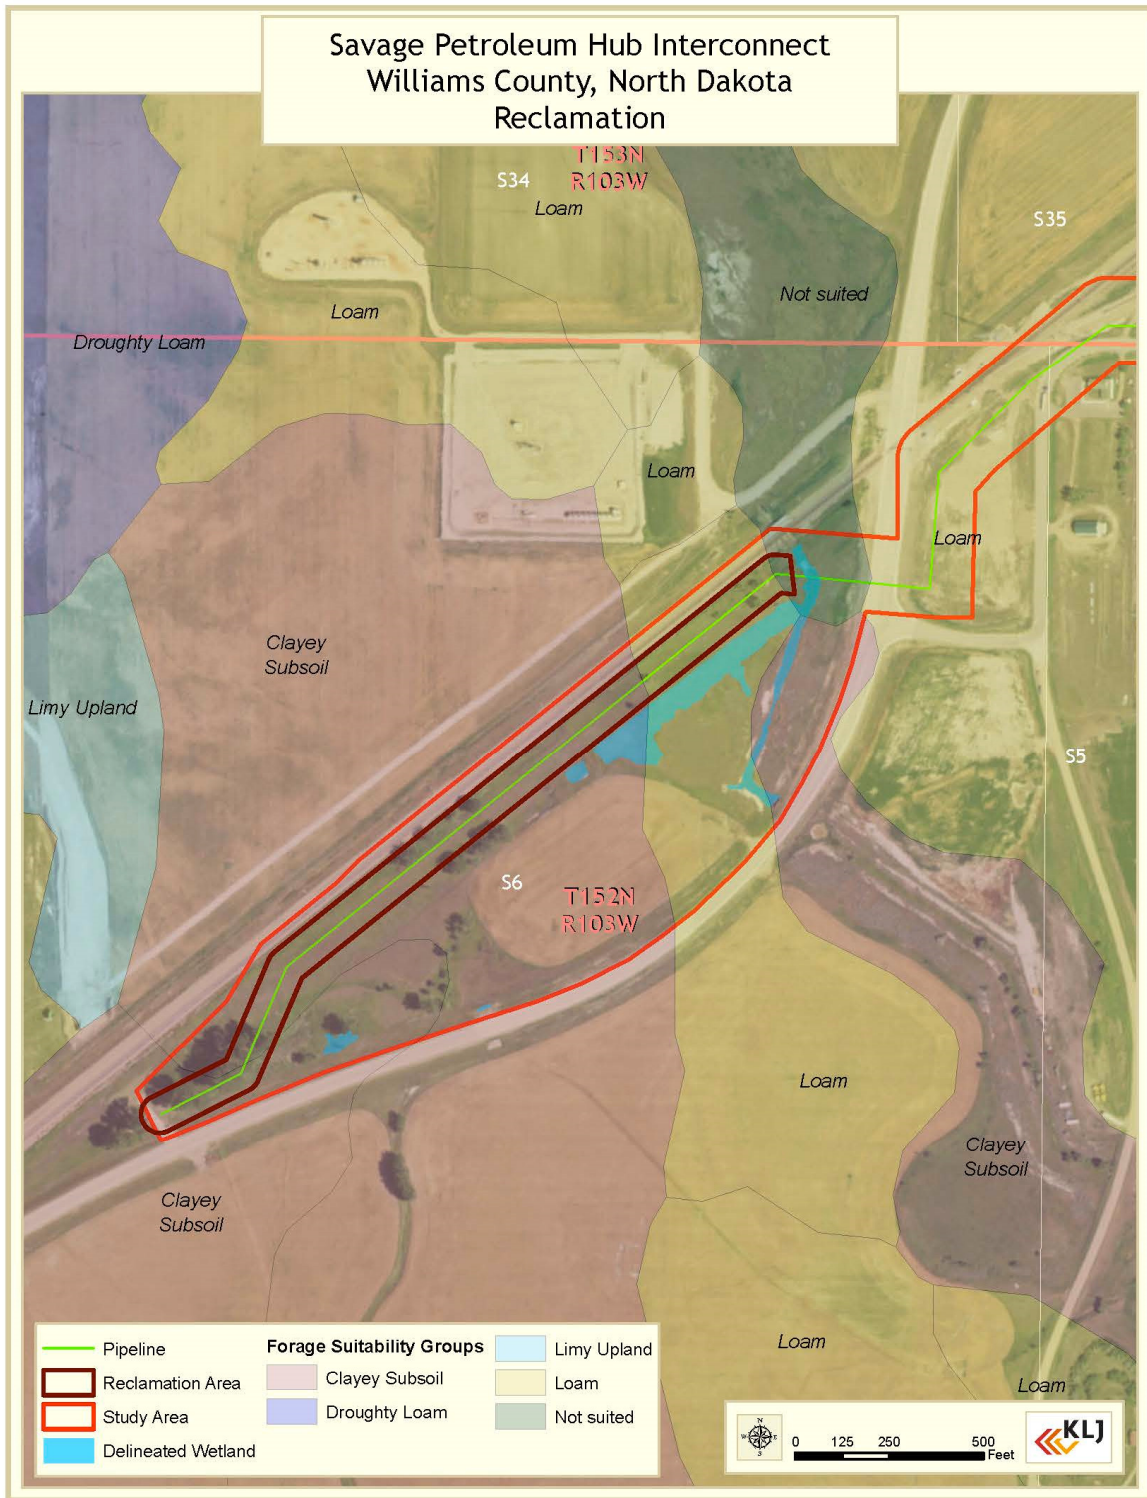 Savage Petroleum Hub Interconnect
Williams County, North Dakota
Reclamation
T153N
R103W
S34
Loam
S35
Not suited
Loam
Droughty Loam
Loam
Loam
Clayey
Subsoil
Limy Upland
S5
S6
T152N
R103W
Loam
Clayey
Subsoil
Clayey
Subsoil
Loam
Loam
Pipeline
Reclamation Area
Study Area
Delineated Wetland
Forage Suitability Groups
Clayey Subsoil
Droughty Loam
Limy Upland
Loam
Not suited
N
W E
S
0 125 250 500
Feet
KLJ